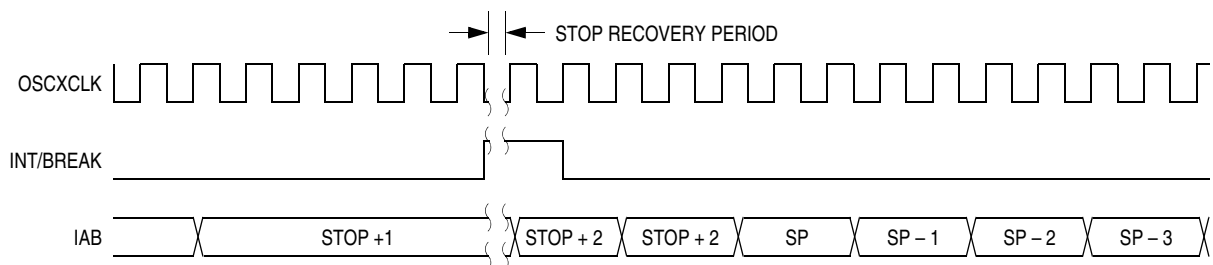 STOP RECOVERY PERIOD
OSCXCLK
INT/BREAK
IAB STOP +1 STOP + 2 STOP + 2 SP SP – 1 SP – 2 SP – 3